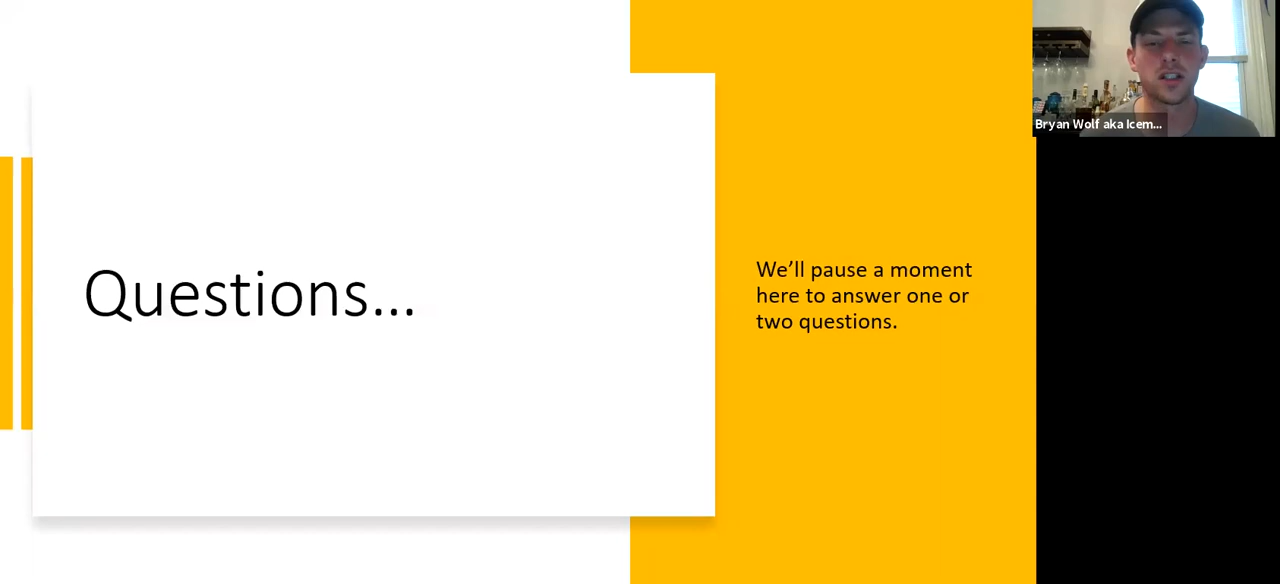 Questions...
We’ll pause a moment
here to answer one or
two questions.
Bryan Wolf aka Icem...